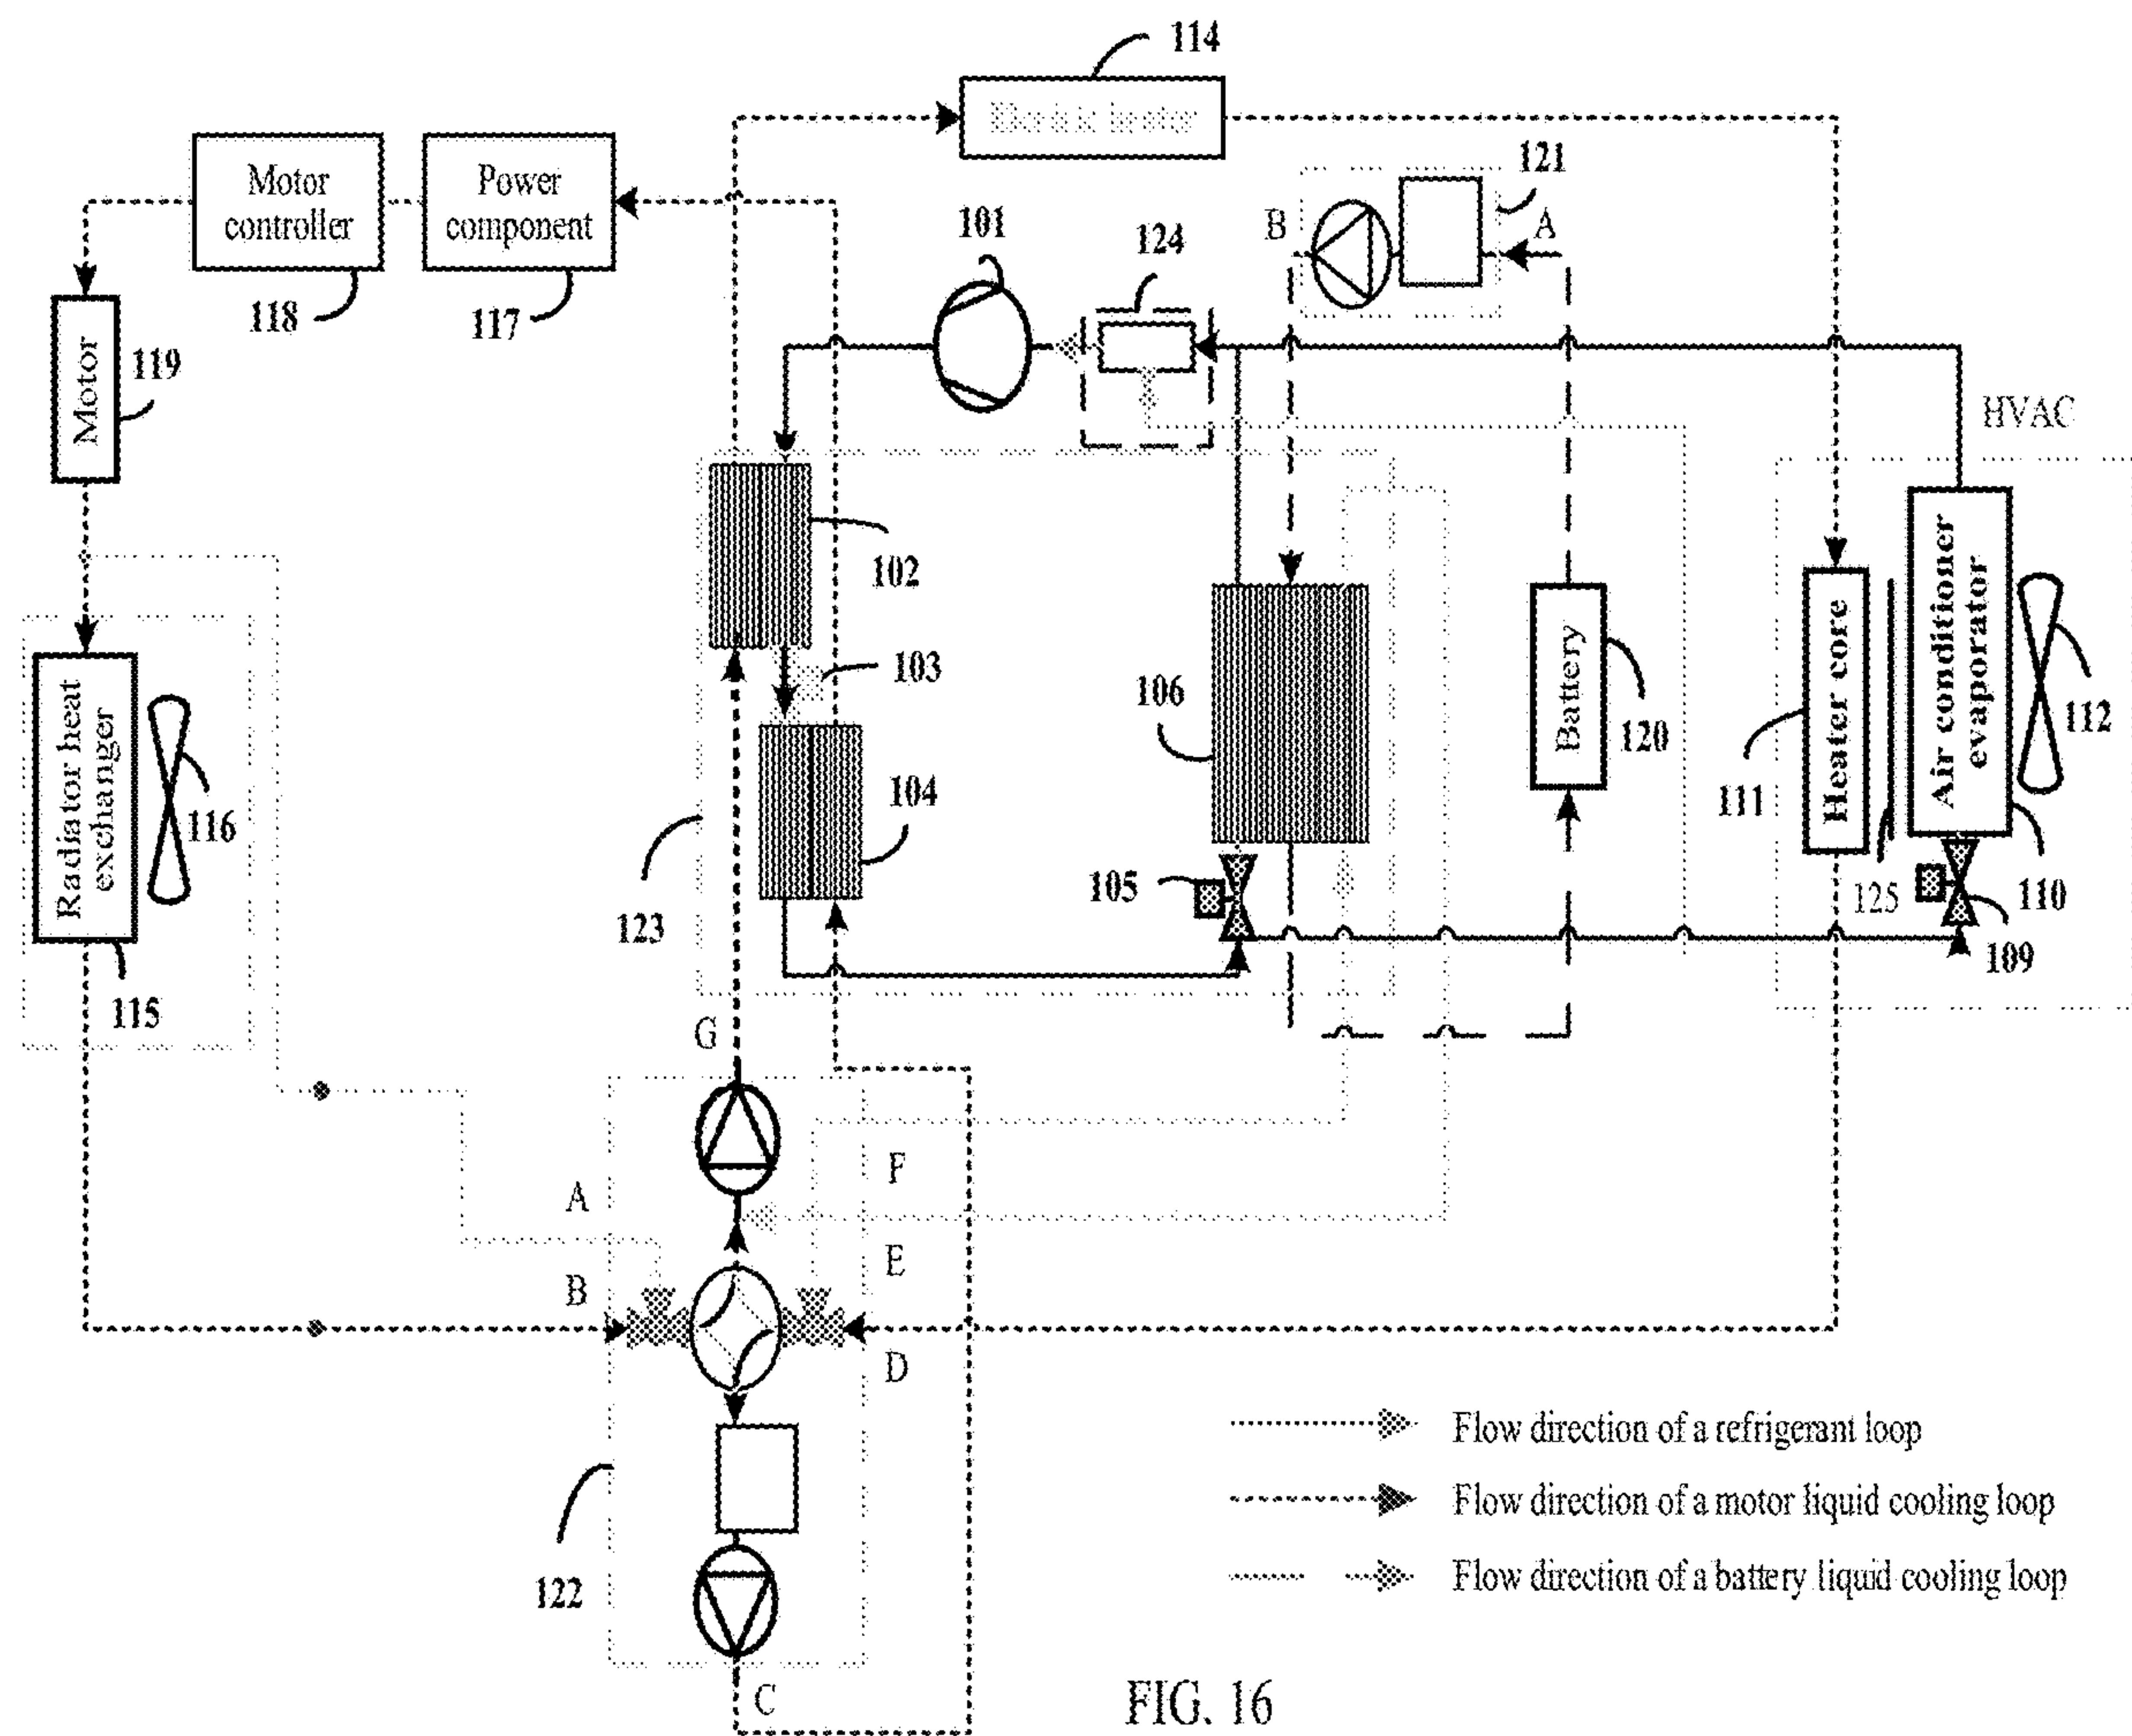 114
Electric heater
121
Motor
controller
Power
component
118
117
101
124
B
A
Motor
119
HVAC
102
103
104
106
105
Battery
120
Heater core
111
Air conditioner
evaporator
112
125
110
109
Radiator heat
exchanger
116
115
123
G
A
F
B
E
D
122
C
Flow direction of a refrigerant loop
Flow direction of a motor liquid cooling loop
Flow direction of a battery liquid cooling loop
FIG. 16